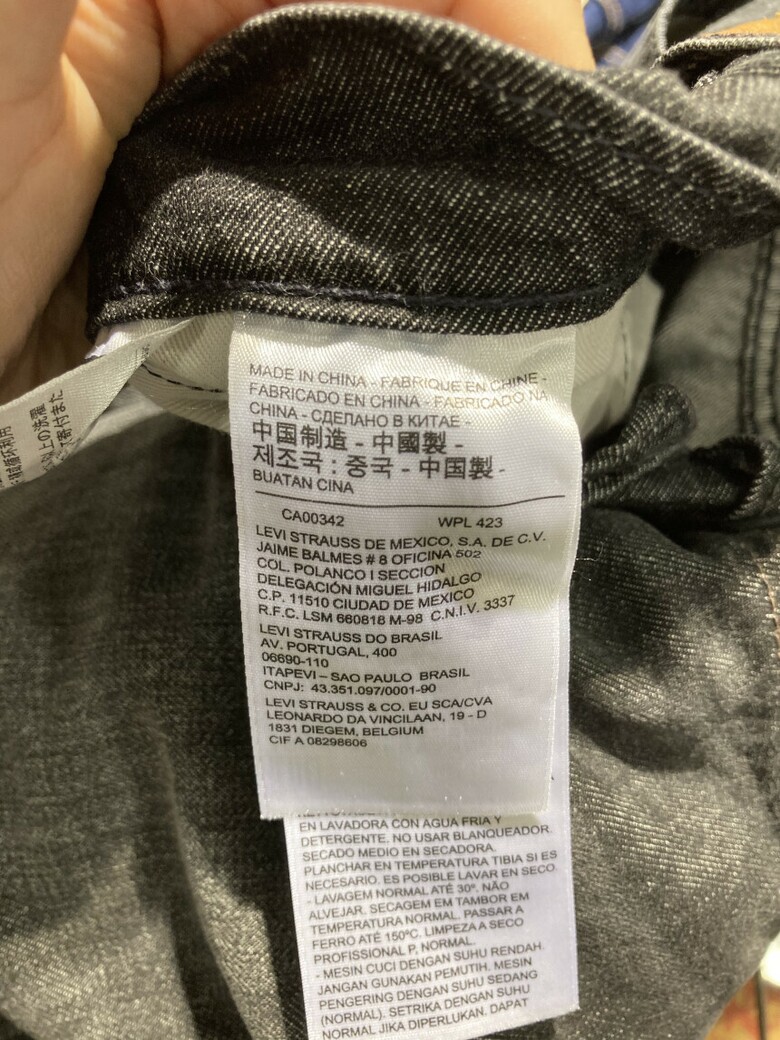 MADE IN CHINA - FABRIQUE EN CHINE -
FABRICADO EN CHINA - FABRICADO NA
CHINA - СДЕЛАНО В КИТАЕ -
中国制造 - 中國製 -
제조국 : 중국 - 中国製 -
BUATAN CINA
CA00342 WPL 423
LEVI STRAUSS DE MEXICO, S.A. DE C.V.
JAIME BALMES # 8 OFICINA 502
COL. POLANCO I SECCION
DELEGACIÓN MIGUEL HIDALGO
C.P. 11510 CIUDAD DE MEXICO
R.F.C. LSM 660818 M-98 C.N.I.V. 3337
LEVI STRAUSS DO BRASIL
AV. PORTUGAL, 400
06690-110
ITAPEVI – SAO PAULO BRASIL
CNPJ: 43.351.097/0001-90
LEVI STRAUSS & CO. EU SCA/CVA
LEONARDO DA VINCILAAN, 19 - D
1831 DIEGEM, BELGIUM
CIF A 08298606
EN LAVADORA CON AGUA FRIA Y
DETERGENTE. NO USAR BLANQUEADOR.
SECADO MEDIO EN SECADORA.
PLANCHAR EN TEMPERATURA TIBIA SI ES
NECESARIO. ES POSIBLE LAVAR EN SECO.
- LAVAGEM NORMAL ATÉ 30º. NÃO
ALVEJAR. SECAGEM EM TAMBOR EM
TEMPERATURA NORMAL. PASSAR A
FERRO ATÉ 150ºC. LIMPEZA A SECO
PROFISSIONAL P, NORMAL.
- MESIN CUCI DENGAN SUHU RENDAH.
JANGAN GUNAKAN PEMUTIH. MESIN
PENGERING DENGAN SUHU SEDANG
(NORMAL). SETRIKA DENGAN SUHU
NORMAL JIKA DIPERLUKAN. DAPAT